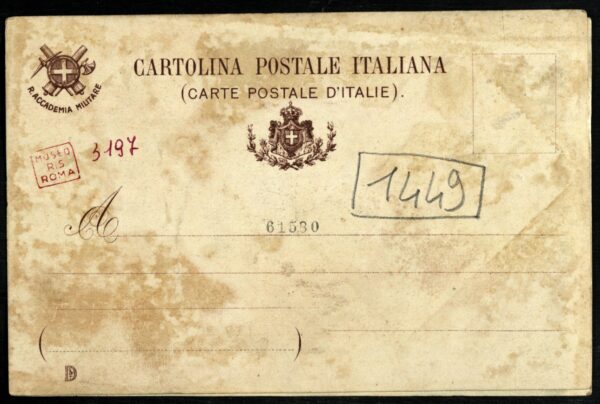 CARTOLINA POSTALE ITALIANA
(CARTE POSTALE D'ITALIE).
R. ACCADEMIA MILITARE
MUSEO
R.S
ROMA
3197
1449
A
61530
(                    )
D